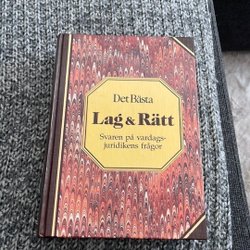 Det Bästa
Lag & Rätt
Svaren på vardags-
juridikens frågor